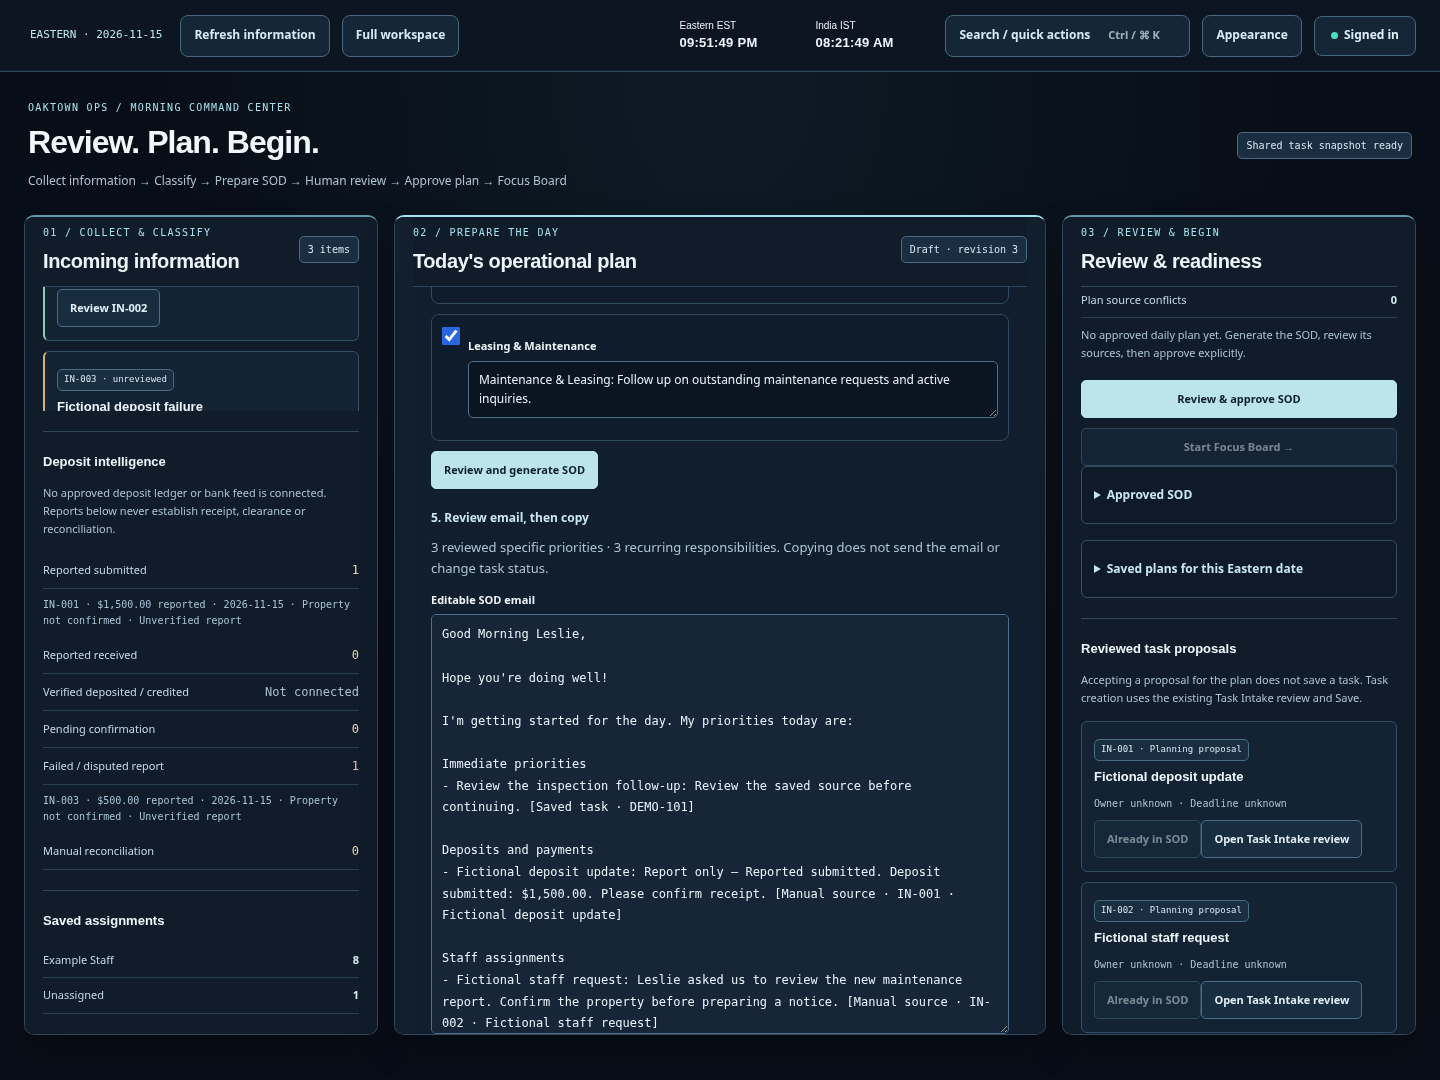 EASTERN · 2026-11-15
Refresh information
Full workspace
Eastern EST
09:51:49 PM
India IST
08:21:49 AM
Search / quick actions Ctrl / ⌘ K
Appearance
Signed in
OAKTOWN OPS / MORNING COMMAND CENTER
Review. Plan. Begin.
Collect information → Classify → Prepare SOD → Human review → Approve plan → Focus Board
Shared task snapshot ready
01 / COLLECT & CLASSIFY
Incoming information
3 items
Review IN-002
IN-003 · unreviewed
Fictional deposit failure
Deposit intelligence
No approved deposit ledger or bank feed is connected.
Reports below never establish receipt, clearance or
reconciliation.
Reported submitted 1
IN-001 · $1,500.00 reported · 2026-11-15 · Property
not confirmed · Unverified report
Reported received 0
Verified deposited / credited Not connected
Pending confirmation 0
Failed / disputed report 1
IN-003 · $500.00 reported · 2026-11-15 · Property
not confirmed · Unverified report
Manual reconciliation 0
Saved assignments
Example Staff 8
Unassigned 1
02 / PREPARE THE DAY
Today's operational plan
Draft · revision 3
Leasing & Maintenance
Maintenance & Leasing: Follow up on outstanding maintenance requests and active
inquiries.
Review and generate SOD
5. Review email, then copy
3 reviewed specific priorities · 3 recurring responsibilities. Copying does not send the email or
change task status.
Editable SOD email
Good Morning Leslie,
Hope you're doing well!
I'm getting started for the day. My priorities today are:
Immediate priorities
- Review the inspection follow-up: Review the saved source before
continuing. [Saved task · DEMO-101]
Deposits and payments
- Fictional deposit update: Report only — Reported submitted. Deposit
submitted: $1,500.00. Please confirm receipt. [Manual source · IN-001 ·
Fictional deposit update]
Staff assignments
- Fictional staff request: Leslie asked us to review the new maintenance
report. Confirm the property before preparing a notice. [Manual source · IN-
002 · Fictional staff request]
03 / REVIEW & BEGIN
Review & readiness
Plan source conflicts 0
No approved daily plan yet. Generate the SOD, review its
sources, then approve explicitly.
Review & approve SOD
Start Focus Board →
▶ Approved SOD
▶ Saved plans for this Eastern date
Reviewed task proposals
Accepting a proposal for the plan does not save a task. Task
creation uses the existing Task Intake review and Save.
IN-001 · Planning proposal
Fictional deposit update
Owner unknown · Deadline unknown
Already in SOD
Open Task Intake review
IN-002 · Planning proposal
Fictional staff request
Owner unknown · Deadline unknown
Already in SOD
Open Task Intake review